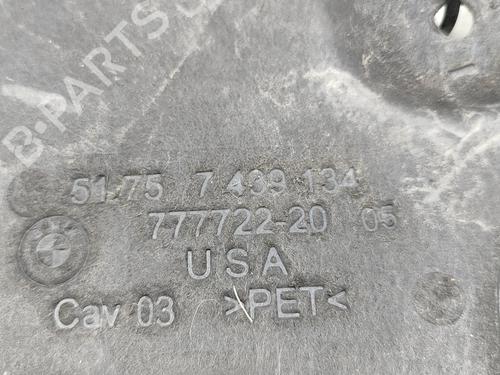 B-PARTS
51.75 7 439 134
777722-20 05
USA
Cav 03 >PET<